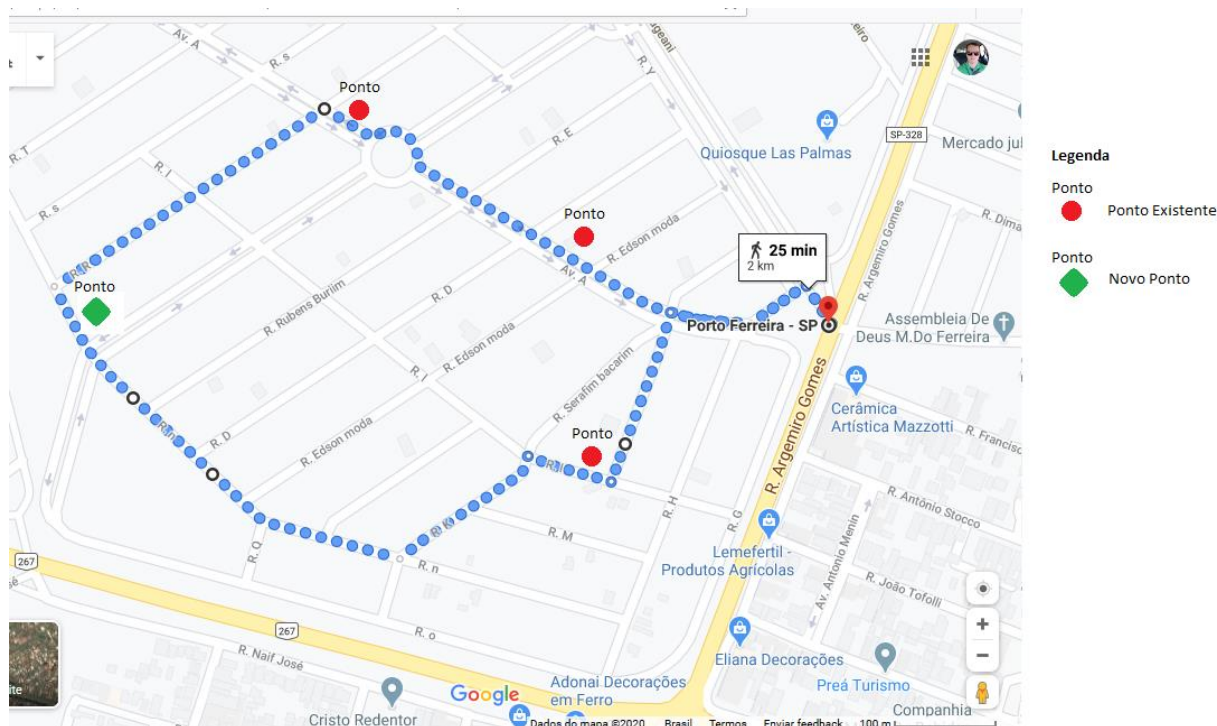 Av. A
R. s
Ponto
R. T
R. I
R. s
R. R
Ponto
ugeani
R. Y
R. E
Quiosque Las Palmas
SP-328
Mercado jul
R. Dima
R. Argemiro Gomes
Legenda
Ponto
Ponto Existente
Ponto
Novo Ponto
Ponto
R. Edson moda
Av. A
25 min
2 km
Porto Ferreira - SP
Assembleia De
Deus M.Do Ferreira
R. D
R. Rubens Buriim
R. Edson moda
R. I
R. Serafim bacarim
Cerâmica
Artística Mazzotti
R. Francisc
R. Argemiro Gomes
R. n
R. D
R. Edson moda
Ponto
R. I
R. H
R. G
R. Antônio Stocco
R. K
R. M
R. Q
R. n
Lemefertil -
Produtos Agrícolas
Av. Antonio Menin
R. João Tofolli
267
267
R. o
R. Naif José
Eliana Decorações
Preá Turismo
Google
Adonai Decorações
em Ferro
Cristo Redentor
Companhia
Dados do mapa ©2020 Brasil Termos Enviar feedback 100 m